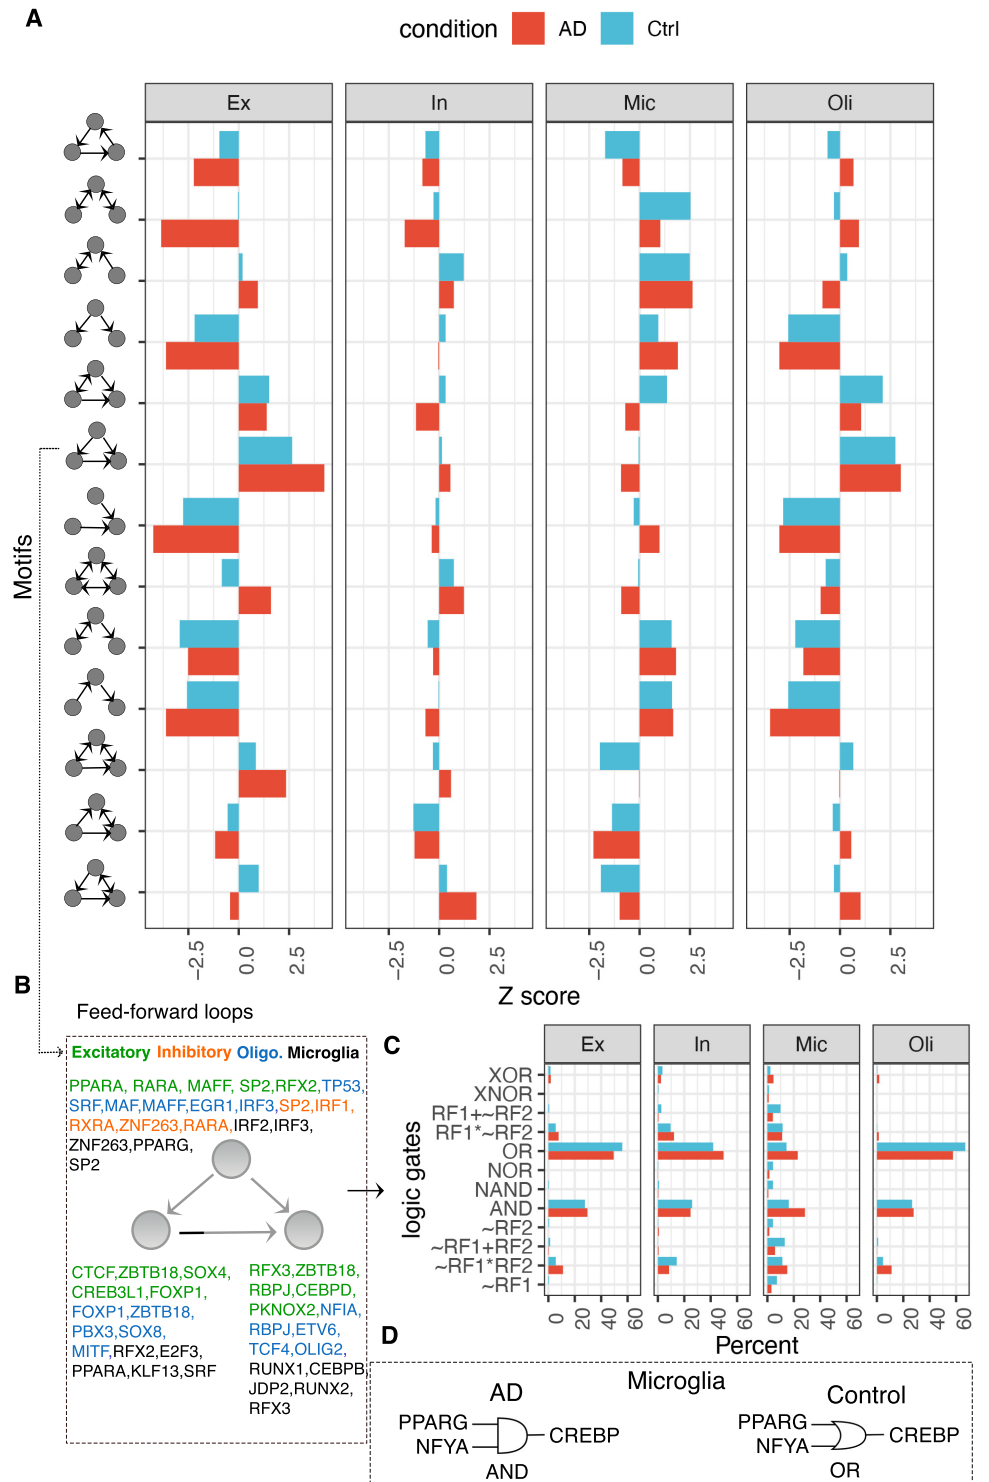 A
condition AD Ctrl
Ex In Mic Oli
Motifs
−2.5 0.0 2.5 −2.5 0.0 2.5 −2.5 0.0 2.5 −2.5 0.0 2.5
Z score
B
Feed-forward loops
Excitatory Inhibitory Oligo. Microglia
PPARA, RARA, MAFF, SP2,RFX2,TP53,
SRF,MAF,MAFF,EGR1,IRF3,SP2,IRF1,
RXRA,ZNF263,RARA,IRF2,IRF3,
ZNF263,PPARG,
SP2
CTCF,ZBTB18,SOX4,
CREB3L1,FOXP1,
FOXP1,ZBTB18,
PBX3,SOX8,
MITF,RFX2,E2F3,
PPARA,KLF13,SRF
RFX3,ZBTB18,
RBPJ,CEBPD,
PKNOX2,NFIA,
RBPJ,ETV6,
TCF4,OLIG2,
RUNX1,CEBPB,
JDP2,RUNX2,
RFX3
C
Ex In Mic Oli
logic gates
XOR
XNOR
RF1+~RF2
RF1*~RF2
OR
NOR
NAND
AND
~RF2
~RF1+RF2
~RF1*RF2
~RF1
0 20 40 60 0 20 40 60 0 20 40 60 0 20 40 60
Percent
D
Microglia
AD
PPARG
NFYA
CREBP
AND
Control
PPARG
NFYA
CREBP
OR